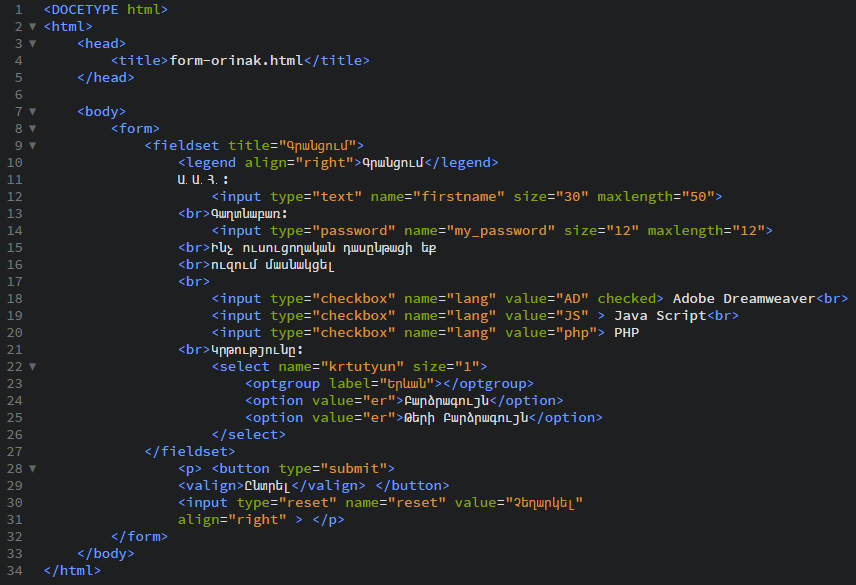 1 <DOCETYPE html>
2 <html>
3 <head>
4 <title>form-orinak.html</title>
5 </head>
6
7 <body>
8 <form>
9 <fieldset title="Գրանցում">
10 <legend align="right">Գրանցում</legend>
11 Ա.Ա.Հ.:
12 <input type="text" name="firstname" size="30" maxlength="50">
13 <br>Գաղտնաբառ:
14 <input type="password" name="my_password" size="12" maxlength="12">
15 <br>Ինչ ուսուցողական դասընթացի եք
16 <br>ուզում մասնակցել
17 <br>
18 <input type="checkbox" name="lang" value="AD" checked> Adobe Dreamweaver<br>
19 <input type="checkbox" name="lang" value="JS" > Java Script<br>
20 <input type="checkbox" name="lang" value="php"> PHP
21 <br>Կրթությունը:
22 <select name="krtutyun" size="1">
23 <optgroup label="Երևան"></optgroup>
24 <option value="er">Բարձրագույն</option>
25 <option value="er">Թերի Բարձրագույն</option>
26 </select>
27 </fieldset>
28 <p> <button type="submit">
29 <valign>Ընտրել</valign> </button>
30 <input type="reset" name="reset" value="Չեղարկել"
31 align="right" > </p>
32 </form>
33 </body>
34 </html>